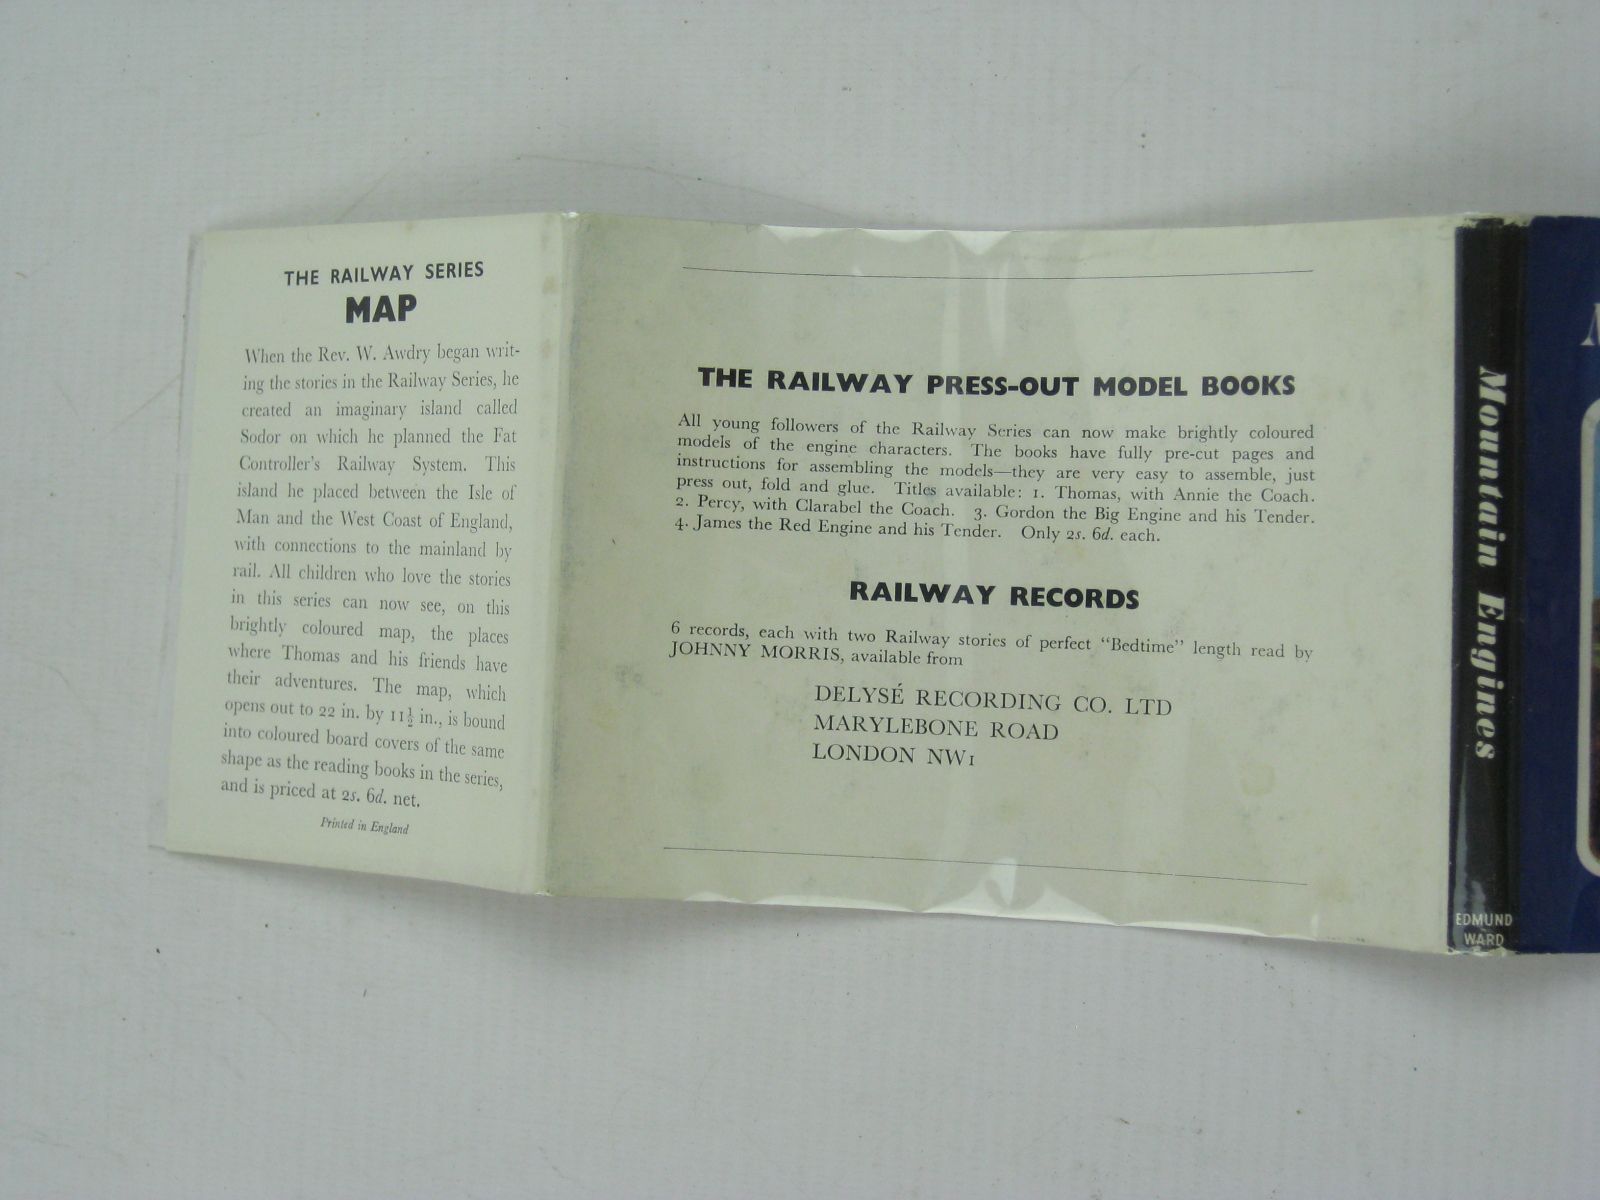 THE RAILWAY SERIES
MAP
When the Rev. W. Awdry began writ-
ing the stories in the Railway Series, he
created an imaginary island called
Sodor on which he planned the Fat
Controller's Railway System. This
island he placed between the Isle of
Man and the West Coast of England,
with connections to the mainland by
rail. All children who love the stories
in this series can now see, on this
brightly coloured map, the places
where Thomas and his friends have
their adventures. The map, which
opens out to 22 in. by 11½ in., is bound
into coloured board covers of the same
shape as the reading books in the series,
and is priced at 2s. 6d. net.
Printed in England
THE RAILWAY PRESS-OUT MODEL BOOKS
All young followers of the Railway Series can now make brightly coloured
models of the engine characters. The books have fully pre-cut pages and
instructions for assembling the models—they are very easy to assemble, just
press out, fold and glue. Titles available: 1. Thomas, with Annie the Coach.
2. Percy, with Clarabel the Coach. 3. Gordon the Big Engine and his Tender.
4. James the Red Engine and his Tender. Only 2s. 6d. each.
RAILWAY RECORDS
6 records, each with two Railway stories of perfect "Bedtime" length read by
JOHNNY MORRIS, available from
DELYSÉ RECORDING CO. LTD
MARYLEBONE ROAD
LONDON NW1
Mountain Engines
EDMUND
WARD